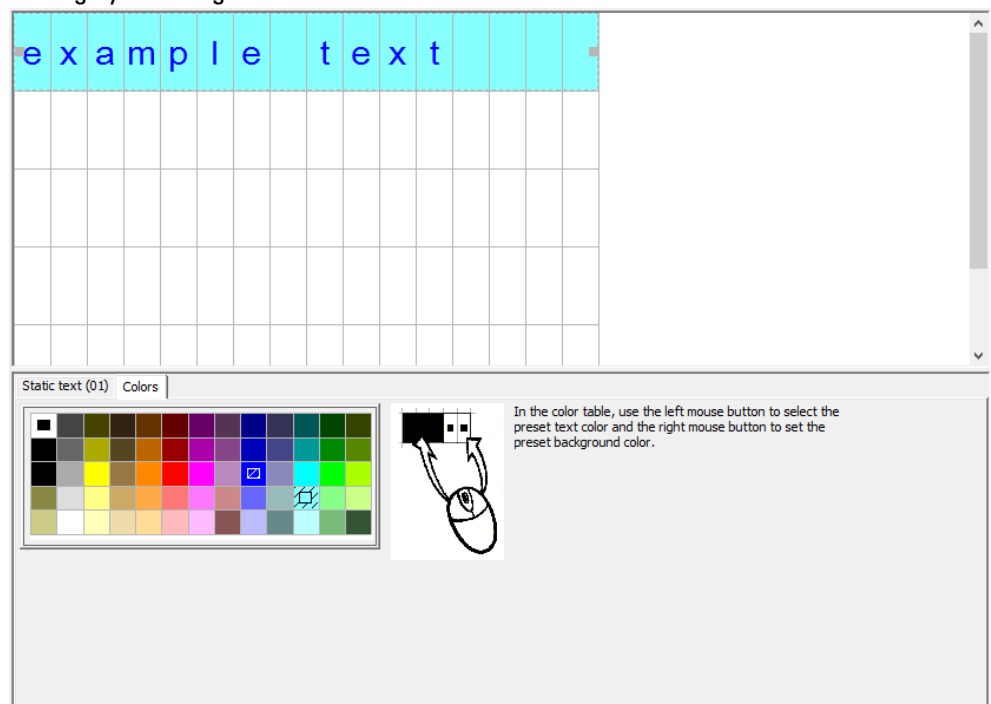 example text
Static text (01) Colors
In the color table, use the left mouse button to select the
preset text color and the right mouse button to set the
preset background color.